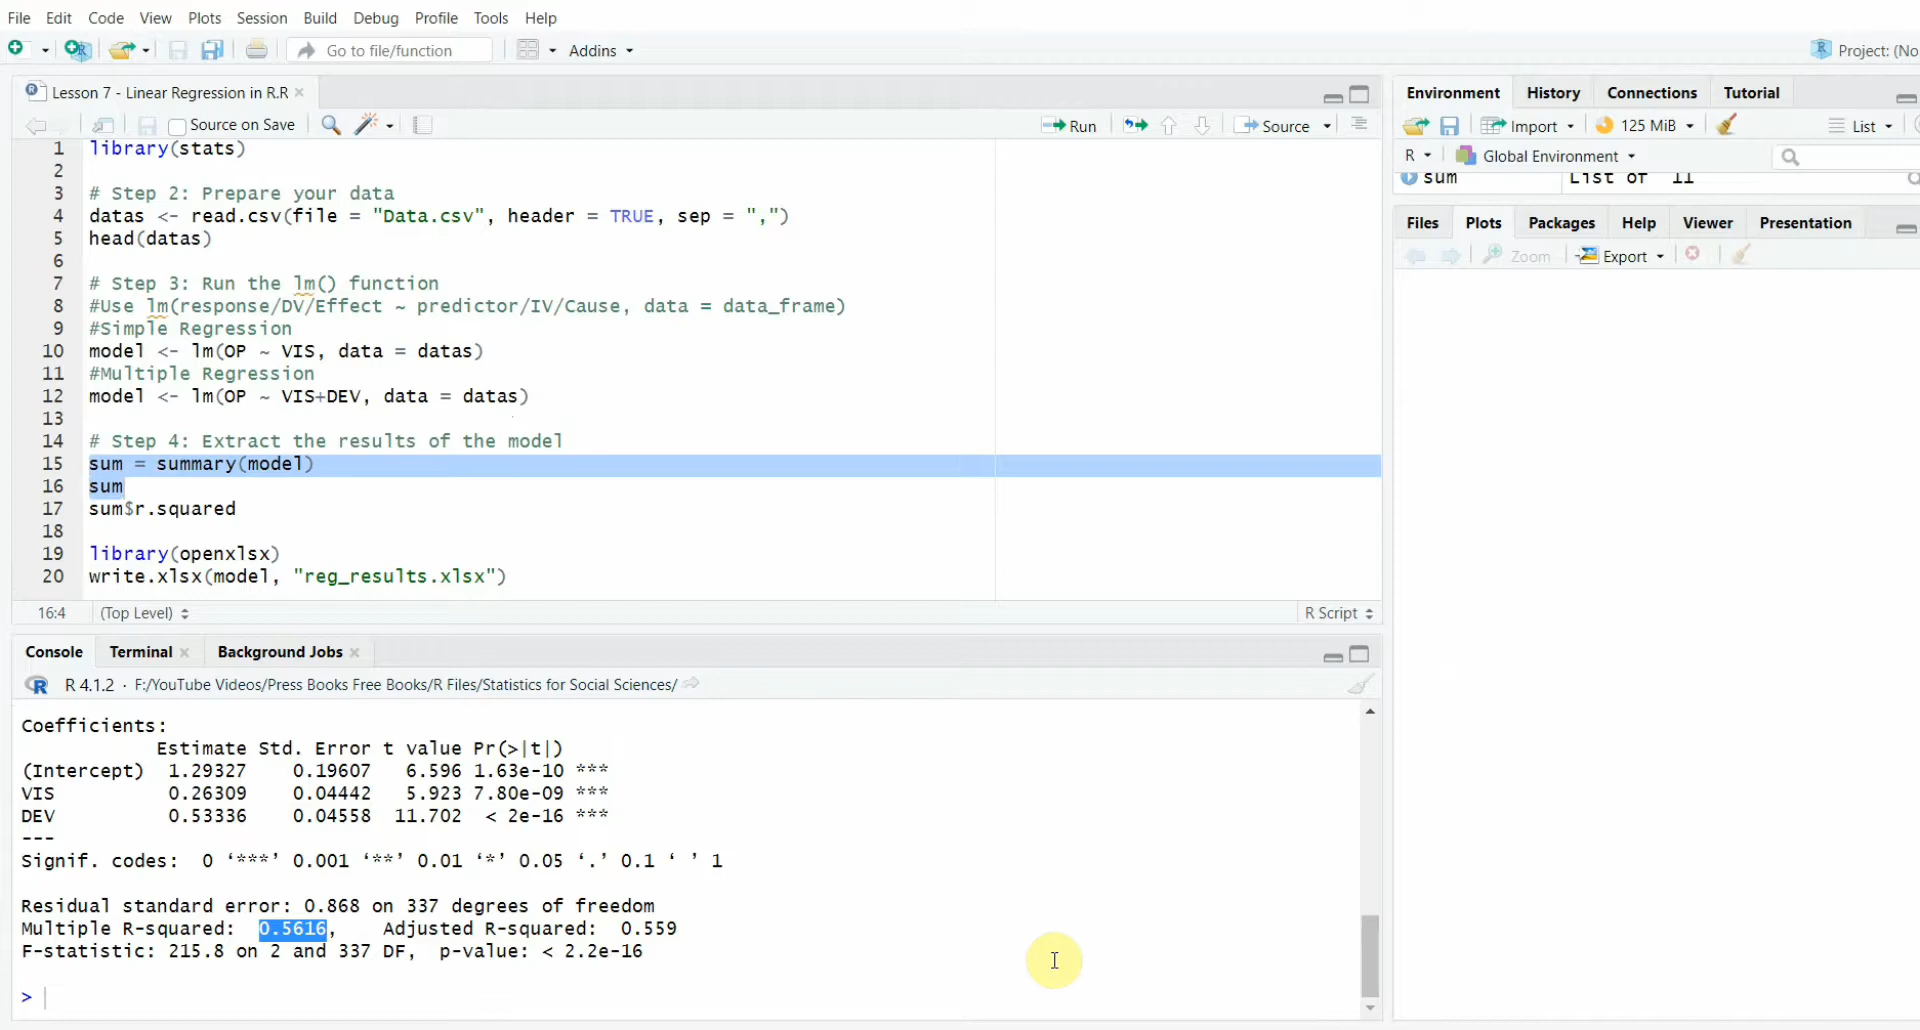 File Edit Code View Plots Session Build Debug Profile Tools Help
Go to file/function Addins Project: (No
Lesson 7 - Linear Regression in R.R
Source on Save Run Source
1 library(stats)
2
3 # Step 2: Prepare your data
4 datas <- read.csv(file = "Data.csv", header = TRUE, sep = ",")
5 head(datas)
6
7 # Step 3: Run the lm() function
8 #Use lm(response/DV/Effect ~ predictor/IV/Cause, data = data_frame)
9 #Simple Regression
10 model <- lm(OP ~ VIS, data = datas)
11 #Multiple Regression
12 model <- lm(OP ~ VIS+DEV, data = datas)
13
14 # Step 4: Extract the results of the model
15 sum = summary(model)
16 sum
17 sum$r.squared
18
19 library(openxlsx)
20 write.xlsx(model, "reg_results.xlsx")
16:4 (Top Level) R Script
Console Terminal Background Jobs
R 4.1.2 · F:/YouTube Videos/Press Books Free Books/R Files/Statistics for Social Sciences/
Coefficients:
Estimate Std. Error t value Pr(>|t|)
(Intercept) 1.29327 0.19607 6.596 1.63e-10 ***
VIS 0.26309 0.04442 5.923 7.80e-09 ***
DEV 0.53336 0.04558 11.702 < 2e-16 ***
---
Signif. codes: 0 ‘***’ 0.001 ‘**’ 0.01 ‘*’ 0.05 ‘.’ 0.1 ‘ ’ 1
Residual standard error: 0.868 on 337 degrees of freedom
Multiple R-squared: 0.5616, Adjusted R-squared: 0.559
F-statistic: 215.8 on 2 and 337 DF, p-value: < 2.2e-16
>
Environment History Connections Tutorial
Import 125 MiB List
R Global Environment
sum List of 11
Files Plots Packages Help Viewer Presentation
Zoom Export